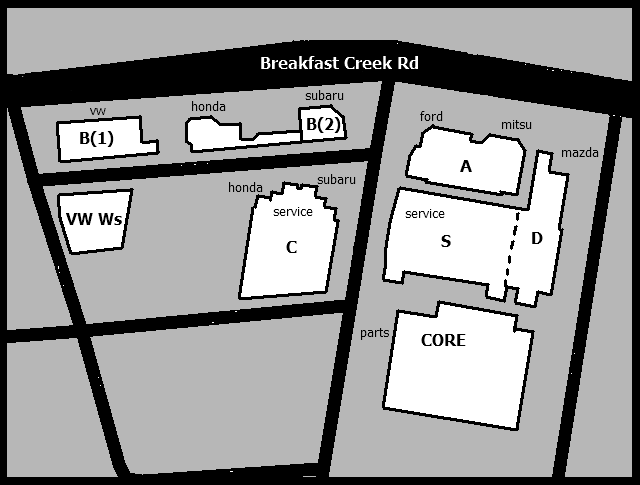 Breakfast Creek Rd
vw
honda
subaru
B(1)
B(2)
ford
mitsu
mazda
A
VW Ws
honda
subaru
service
C
service
S
D
parts
CORE